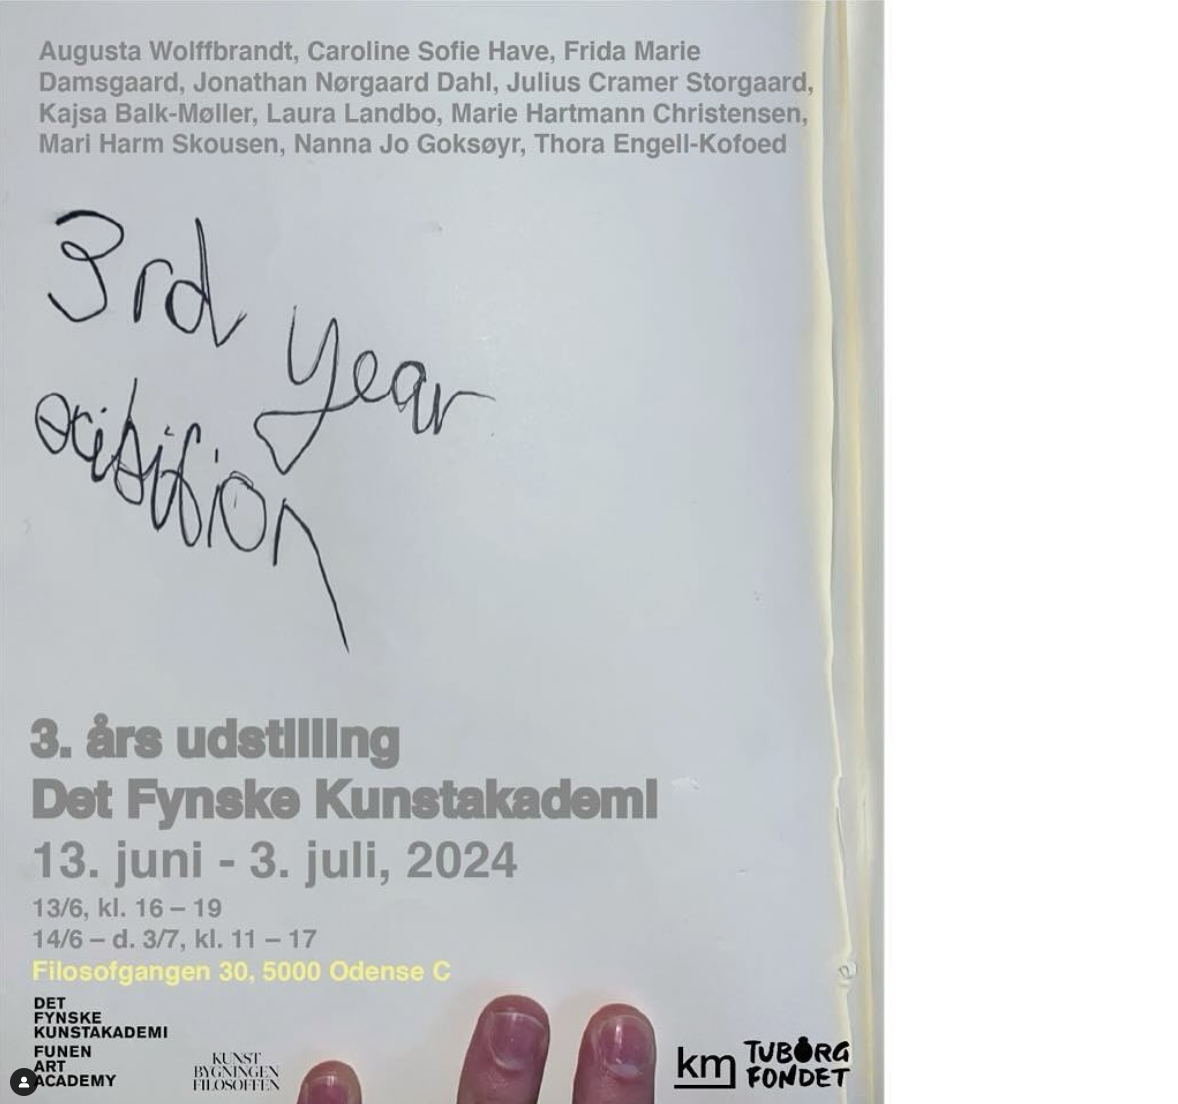 Augusta Wolffbrandt, Caroline Sofie Have, Frida Marie
Damsgaard, Jonathan Nørgaard Dahl, Julius Cramer Storgaard,
Kajsa Balk-Møller, Laura Landbo, Marie Hartmann Christensen,
Mari Harm Skousen, Nanna Jo Goksøyr, Thora Engell-Kofoed
3rd year
exibition
3. års udstilling
Det Fynske Kunstakademi
13. juni - 3. juli, 2024
13/6, kl. 16 – 19
14/6 – d. 3/7, kl. 11 – 17
Filosofgangen 30, 5000 Odense C
DET
FYNSKE
KUNSTAKADEMI
FUNEN
ART
ACADEMY
KUNST
BYGNINGEN
FILOSOFFEN
km
TUBORG
FONDET